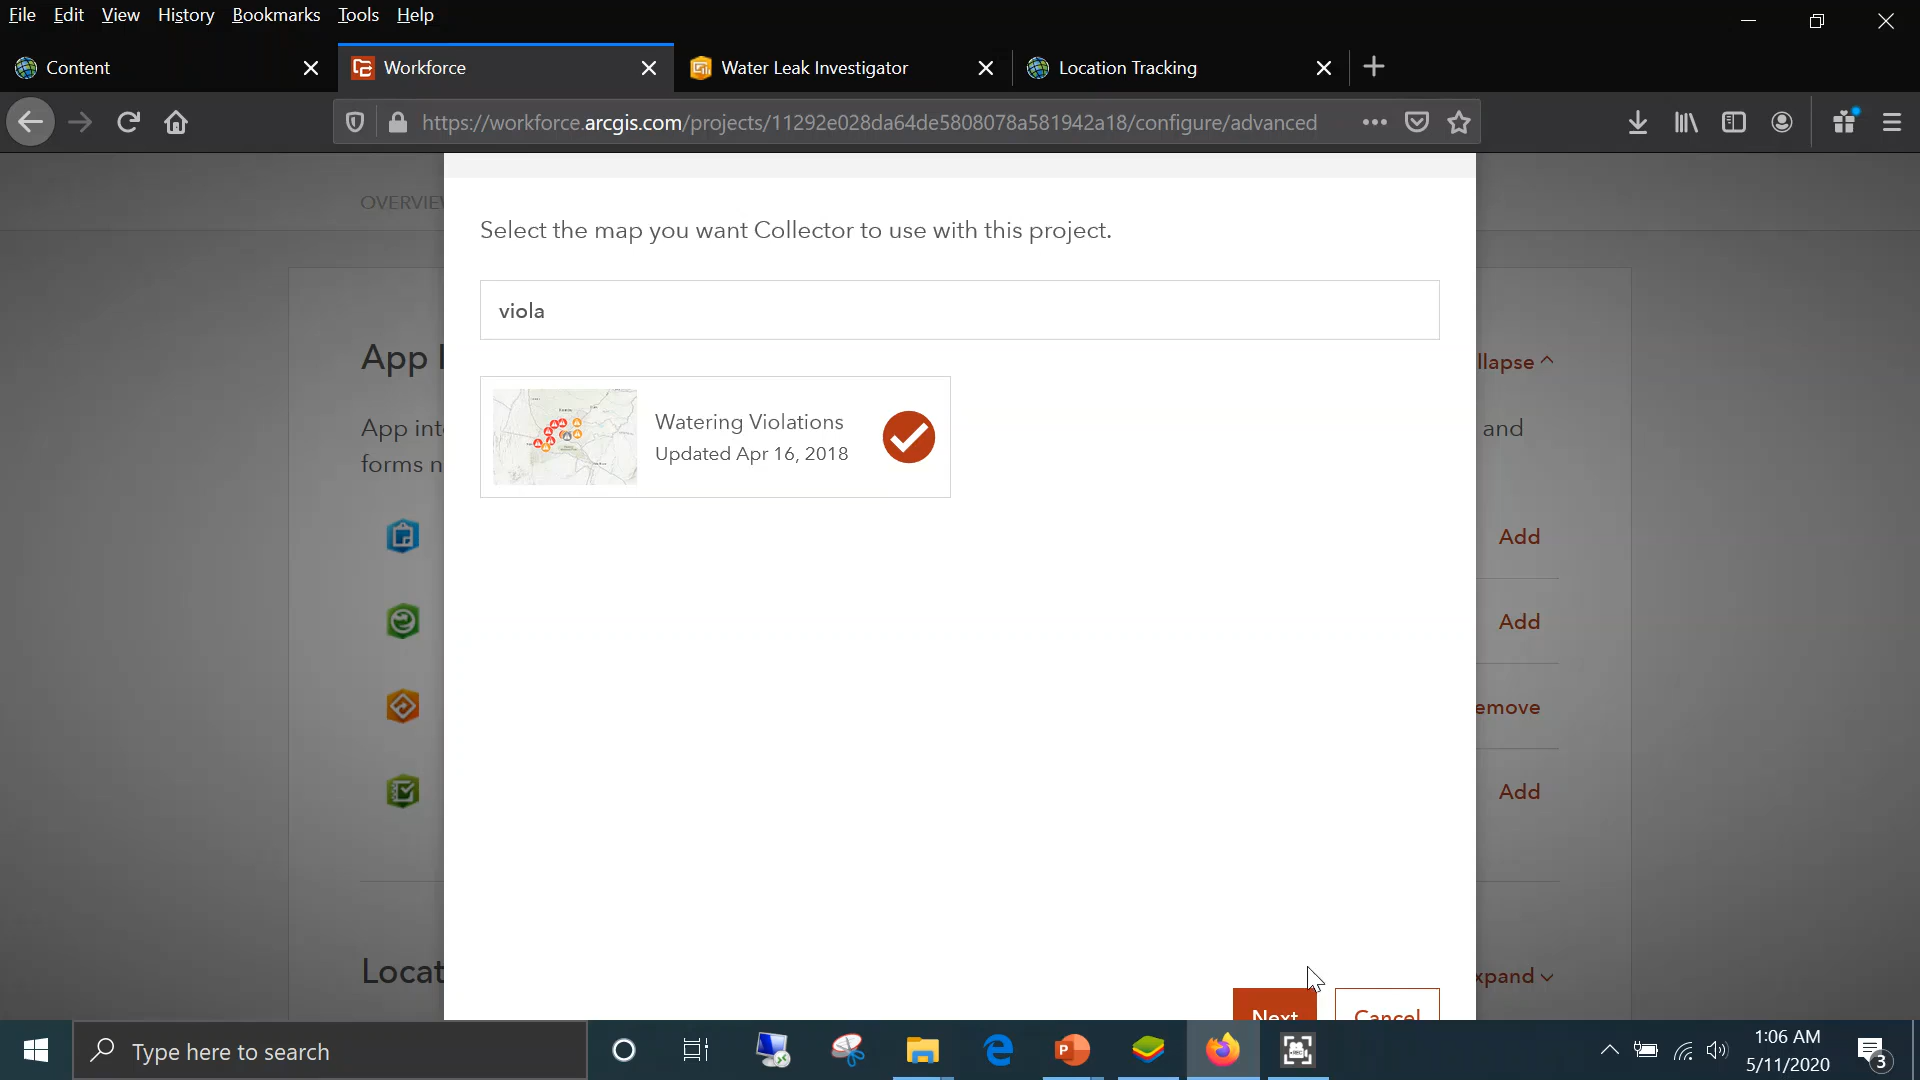 File Edit View History Bookmarks Tools Help
Content
Workforce
Water Leak Investigator
Location Tracking
https://workforce.arcgis.com/projects/11292e028da64de5808078a581942a18/configure/advanced
OVERVIEW
Select the map you want Collector to use with this project.
viola
App I
llapse
Watering Violations
Updated Apr 16, 2018
App int
and
forms n
Add
Add
emove
Add
Locat
xpand
Next
Cancel
Type here to search
1:06 AM
5/11/2020
3